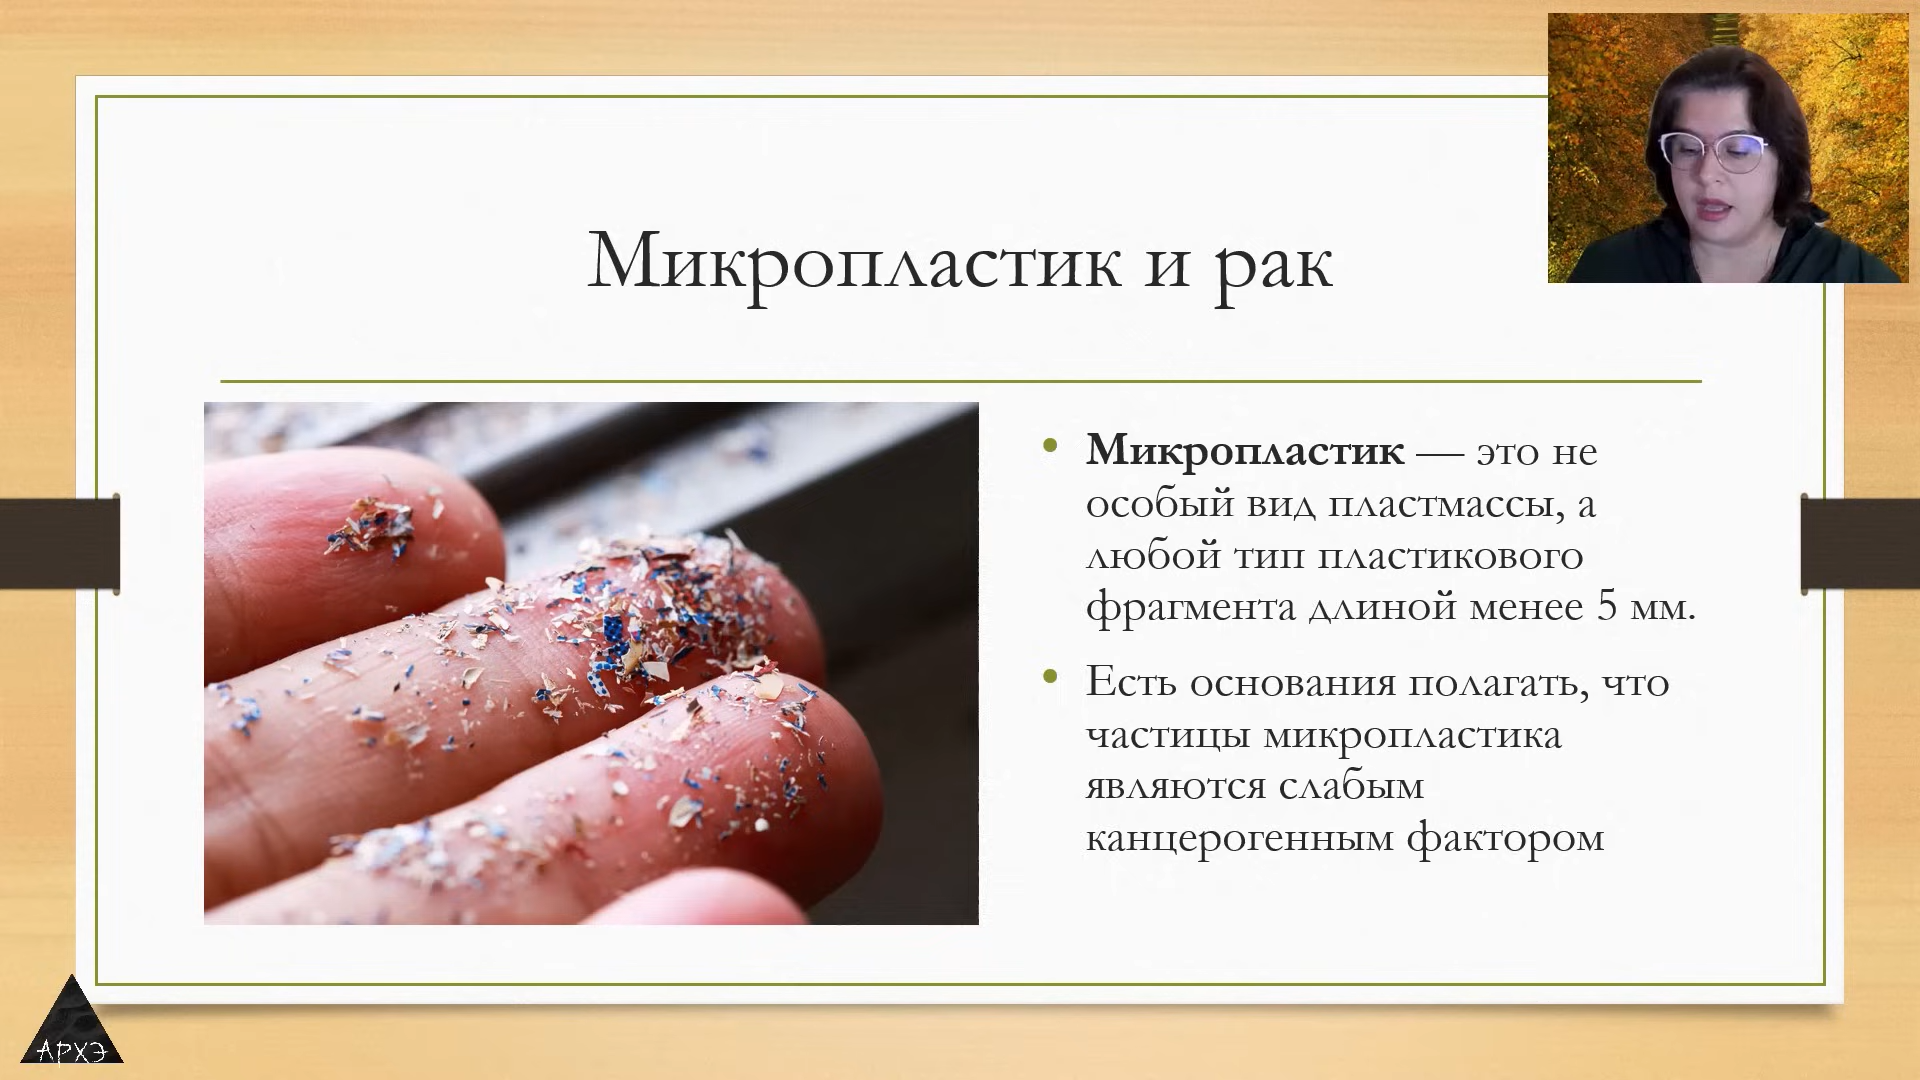 Микропластик и рак
Микропластик — это не
особый вид пластмассы, а
любой тип пластикового
фрагмента длиной менее 5 мм.
Есть основания полагать, что
частицы микропластика
являются слабым
канцерогенным фактором
АРХЭ